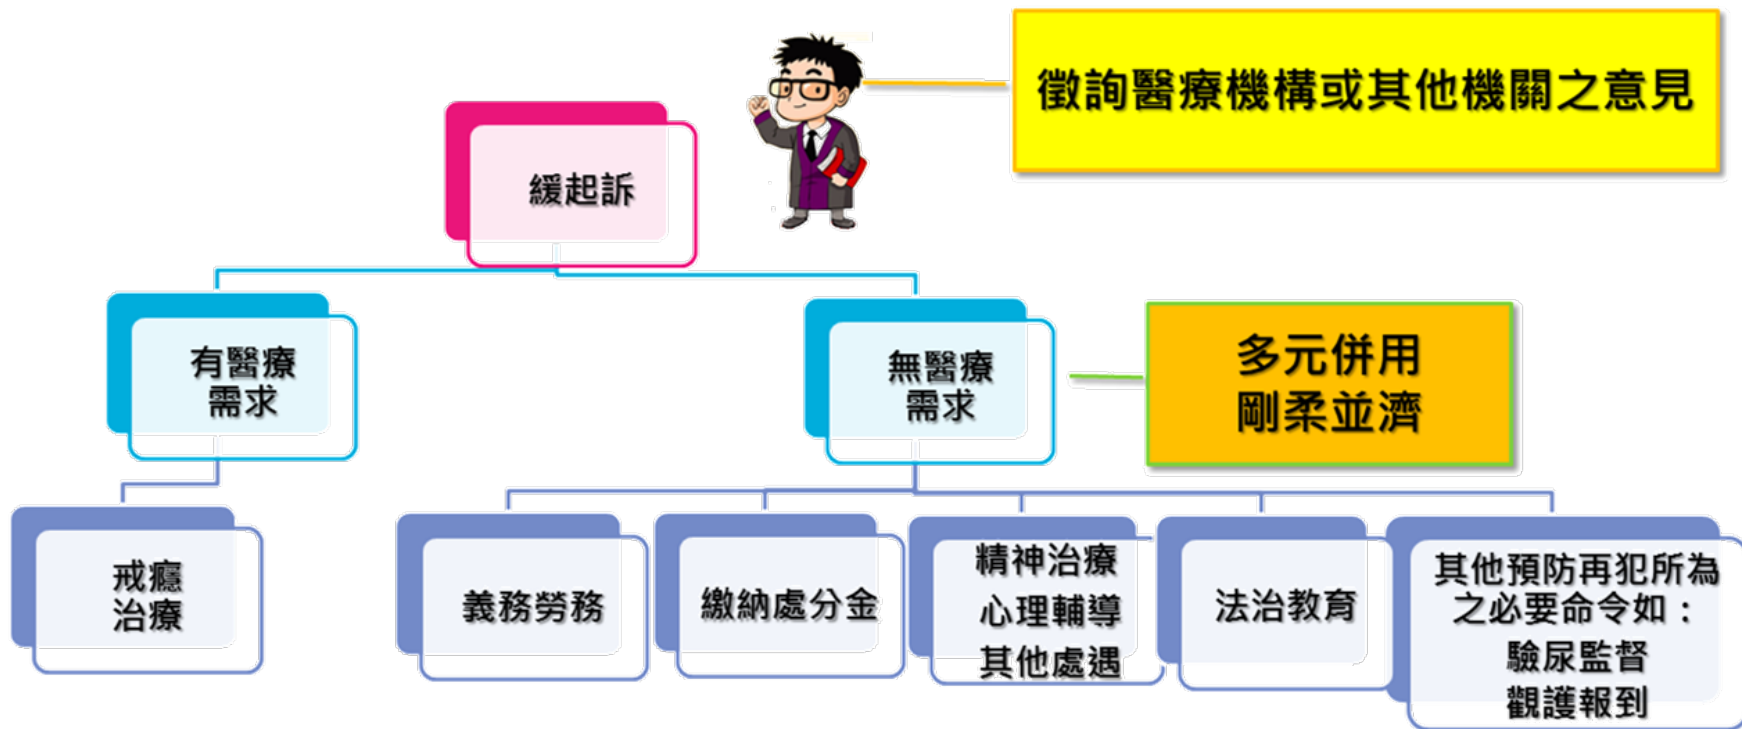 徵詢醫療機構或其他機關之意見
緩起訴
有醫療
需求
無醫療
需求
多元併用
剛柔並濟
戒癮
治療
義務勞務
繳納處分金
精神治療
心理輔導
其他處遇
法治教育
其他預防再犯所為
之必要命令如：
驗尿監督
觀護報到